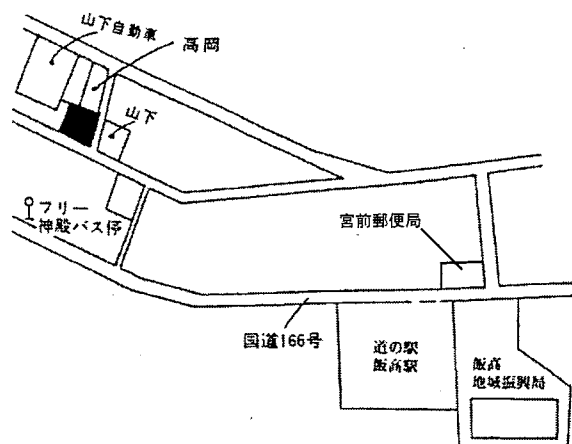 山下自動車
高岡
山下
フリー
神殿バス停
宮前郵便局
国道166号
道の駅
飯高駅
飯高
地域振興局